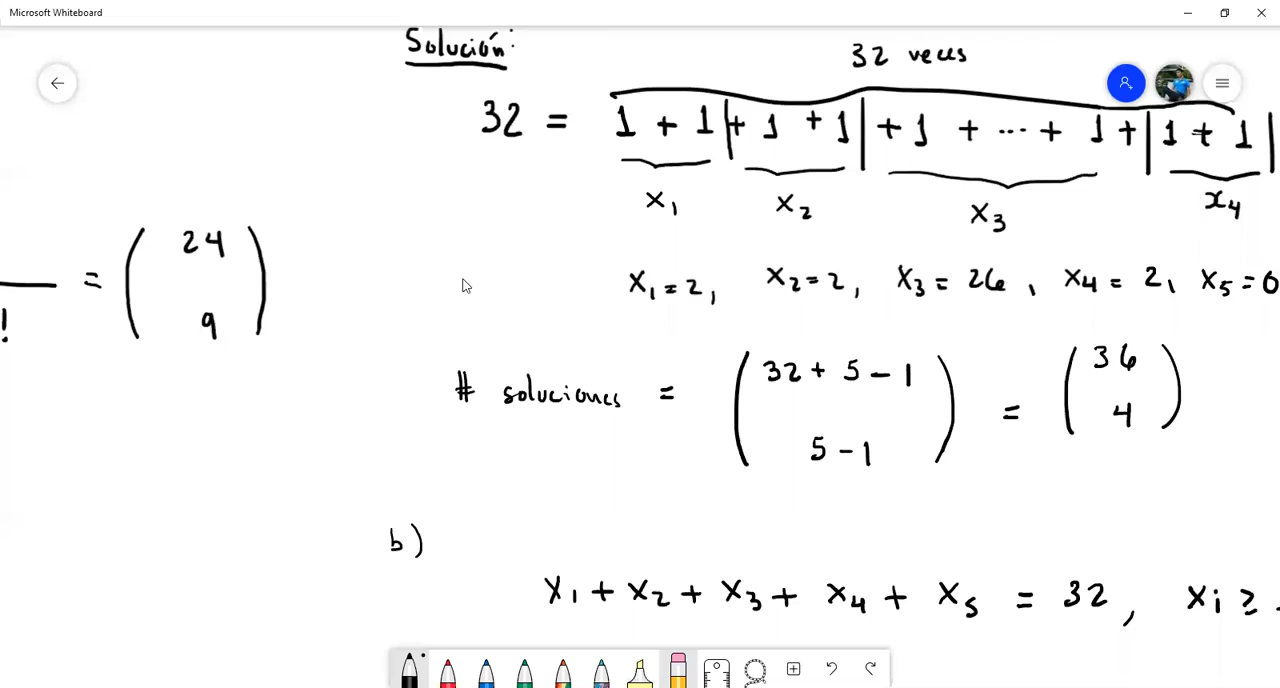 Microsoft Whiteboard
Solución:
32 veces
32 = 1 + 1 | + 1 + 1 | + 1 + ... + 1 + | 1 + 1 |
x₁ x₂ x₃ x₄
x₁ = 2, x₂ = 2, x₃ = 26, x₄ = 2, x₅ = 0
! = ( 24 9 )
# soluciones = ( 32 + 5 - 1 5 - 1 ) = ( 36 4 )
b)
x₁ + x₂ + x₃ + x₄ + x₅ = 32, xᵢ ≥